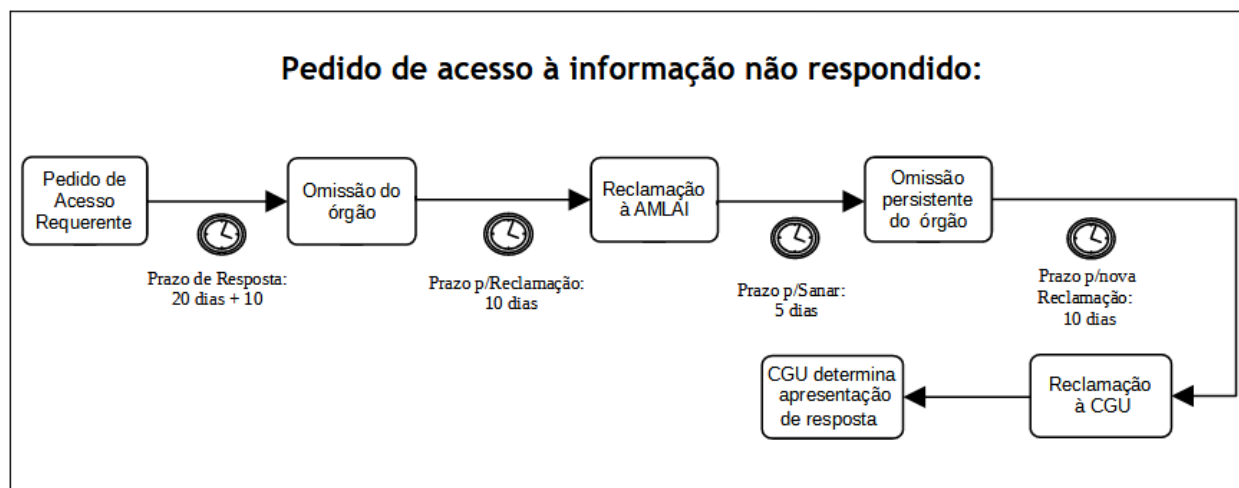 Pedido de acesso à informação não respondido:
Pedido de
Acesso
Requerente
Prazo de Resposta:
20 dias + 10
Omissão do
órgão
Prazo p/Reclamação:
10 dias
Reclamação
à AMLAI
Prazo p/Sanar:
5 dias
Omissão
persistente
do órgão
Prazo p/nova
Reclamação:
10 dias
Reclamação
à CGU
CGU determina
apresentação
de resposta